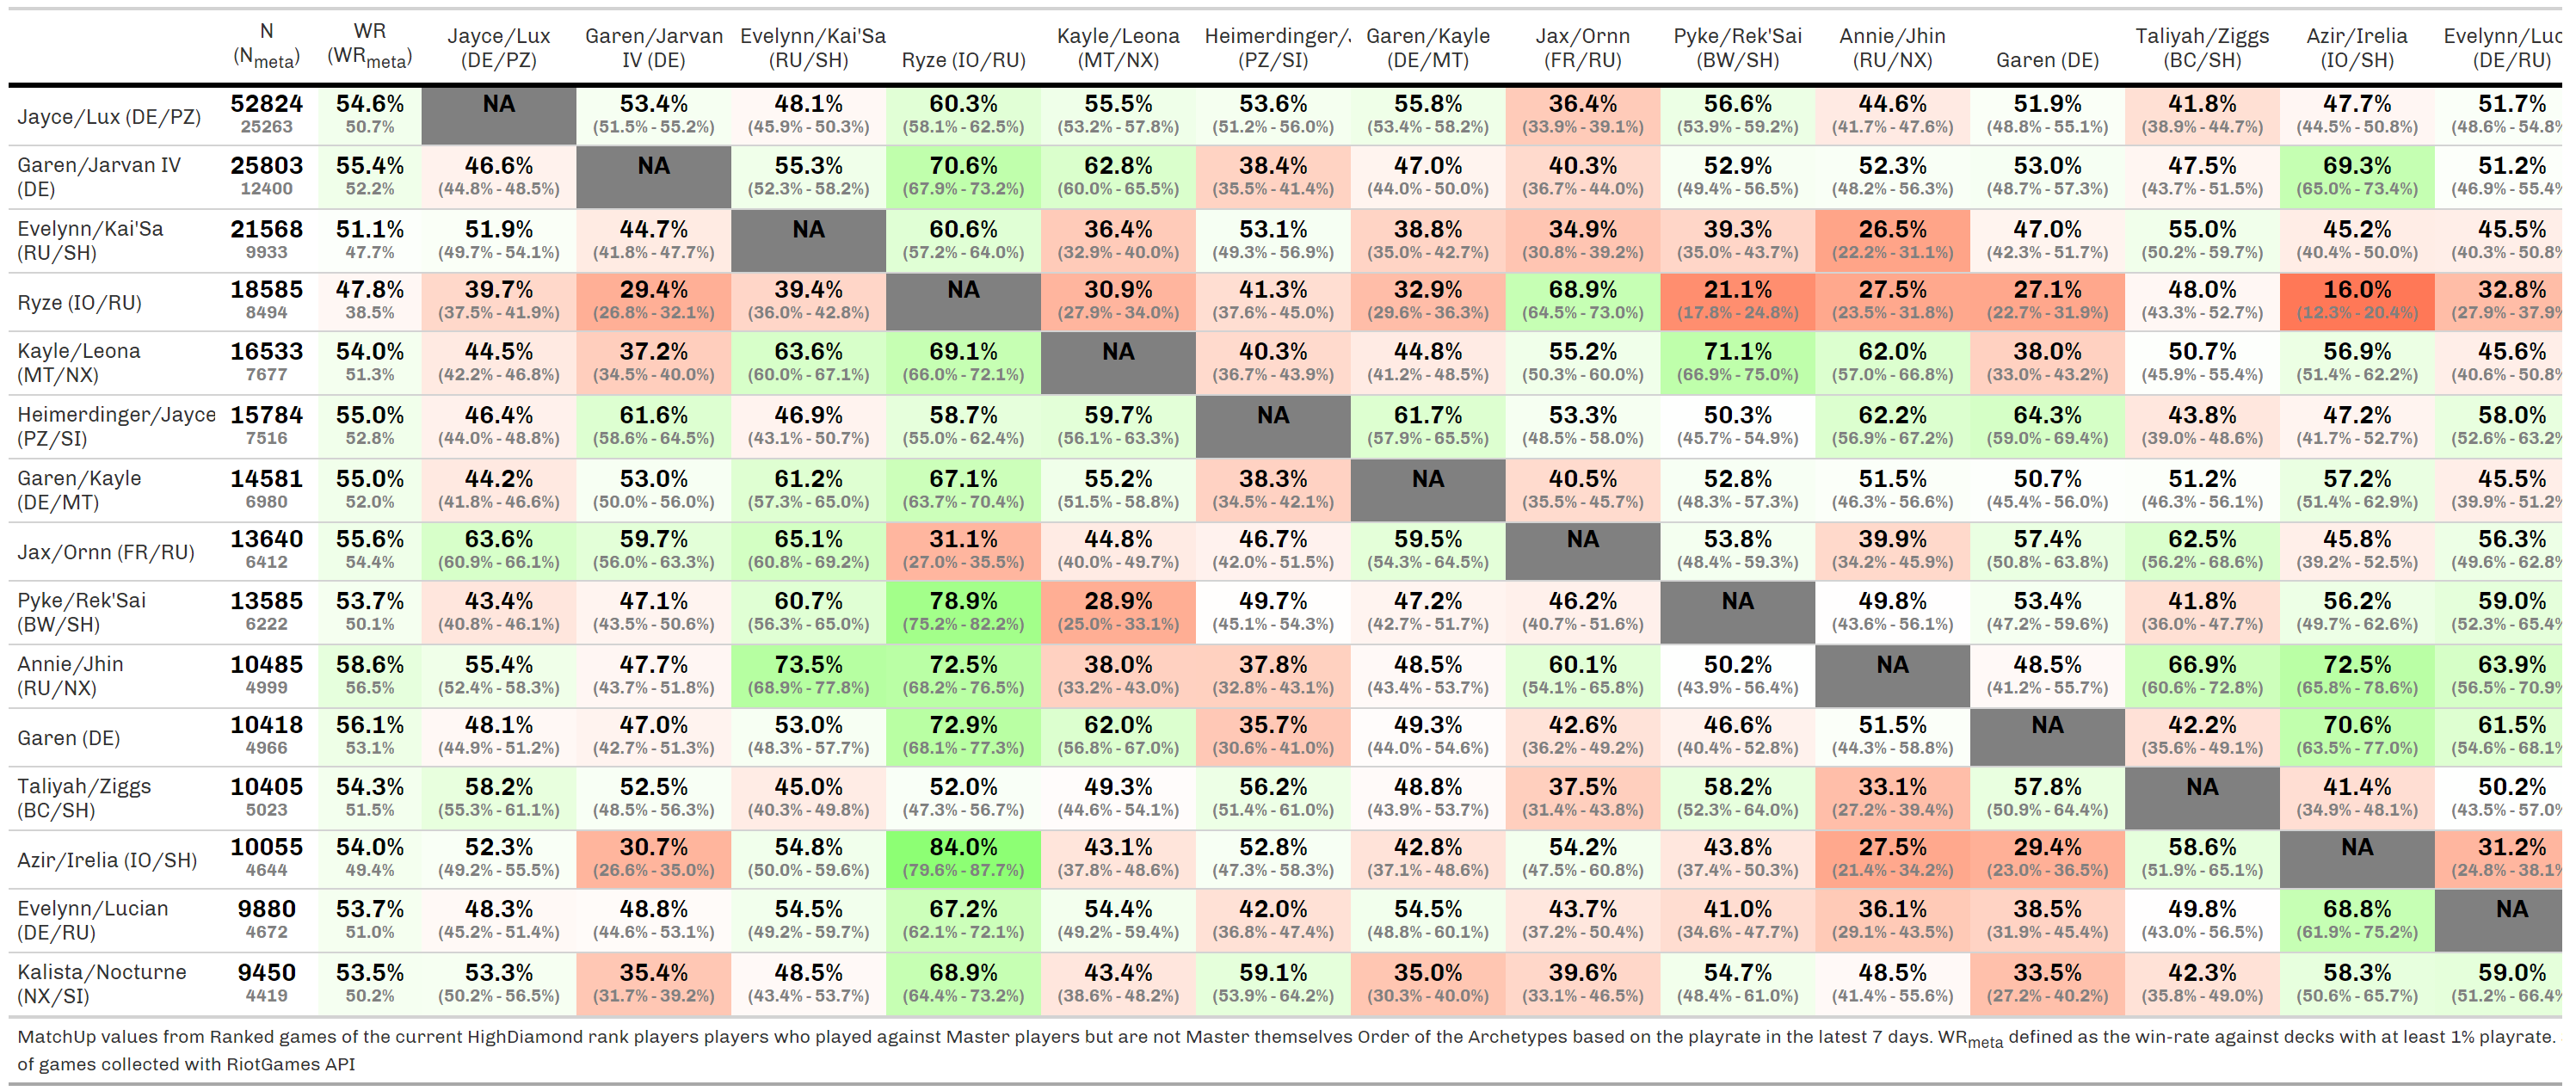 N (N_meta) WR (WR_meta) Jayce/Lux (DE/PZ) Garen/Jarvan IV (DE) Evelynn/Kai'Sa (RU/SH) Ryze (IO/RU) Kayle/Leona (MT/NX) Heimerdinger/ (PZ/SI) Garen/Kayle (DE/MT) Jax/Ornn (FR/RU) Pyke/Rek'Sai (BW/SH) Annie/Jhin (RU/NX) Garen (DE) Taliyah/Ziggs (BC/SH) Azir/Irelia (IO/SH) Evelynn/Luc (DE/RU)
Jayce/Lux (DE/PZ) 52824 54.6% NA 53.4% 48.1% 60.3% 55.5% 53.6% 55.8% 36.4% 56.6% 44.6% 51.9% 41.8% 47.7% 51.7%
25263 50.7% (51.5% - 55.2%) (45.9% - 50.3%) (58.1% - 62.5%) (53.2% - 57.8%) (51.2% - 56.0%) (53.4% - 58.2%) (33.9% - 39.1%) (53.9% - 59.2%) (41.7% - 47.6%) (48.8% - 55.1%) (38.9% - 44.7%) (44.5% - 50.8%) (48.6% - 54.8%
Garen/Jarvan IV 25803 55.4% 46.6% NA 55.3% 70.6% 62.8% 38.4% 47.0% 40.3% 52.9% 52.3% 53.0% 47.5% 69.3% 51.2%
(DE) 12400 52.2% (44.8% - 48.5%) (52.3% - 58.2%) (67.9% - 73.2%) (60.0% - 65.5%) (35.5% - 41.4%) (44.0% - 50.0%) (36.7% - 44.0%) (49.4% - 56.5%) (48.2% - 56.3%) (48.7% - 57.3%) (43.7% - 51.5%) (65.0% - 73.4%) (46.9% - 55.4%
Evelynn/Kai'Sa 21568 51.1% 51.9% 44.7% NA 60.6% 36.4% 53.1% 38.8% 34.9% 39.3% 26.5% 47.0% 55.0% 45.2% 45.5%
(RU/SH) 9933 47.7% (49.7% - 54.1%) (41.8% - 47.7%) (57.2% - 64.0%) (32.9% - 40.0%) (49.3% - 56.9%) (35.0% - 42.7%) (30.8% - 39.2%) (35.0% - 43.7%) (22.2% - 31.1%) (42.3% - 51.7%) (50.2% - 59.7%) (40.4% - 50.0%) (40.3% - 50.8%
Ryze (IO/RU) 18585 47.8% 39.7% 29.4% 39.4% NA 30.9% 41.3% 32.9% 68.9% 21.1% 27.5% 27.1% 48.0% 16.0% 32.8%
8494 38.5% (37.5% - 41.9%) (26.8% - 32.1%) (36.0% - 42.8%) (27.9% - 34.0%) (37.6% - 45.0%) (29.6% - 36.3%) (64.5% - 73.0%) (17.8% - 24.8%) (23.5% - 31.8%) (22.7% - 31.9%) (43.3% - 52.7%) (12.3% - 20.4%) (27.9% - 37.9%
Kayle/Leona 16533 54.0% 44.5% 37.2% 63.6% 69.1% NA 40.3% 44.8% 55.2% 71.1% 62.0% 38.0% 50.7% 56.9% 45.6%
(MT/NX) 7677 51.3% (42.2% - 46.8%) (34.5% - 40.0%) (60.0% - 67.1%) (66.0% - 72.1%) (36.7% - 43.9%) (41.2% - 48.5%) (50.3% - 60.0%) (66.9% - 75.0%) (57.0% - 66.8%) (33.0% - 43.2%) (45.9% - 55.4%) (51.4% - 62.2%) (40.6% - 50.8%
Heimerdinger/Jayce 15784 55.0% 46.4% 61.6% 46.9% 58.7% 59.7% NA 61.7% 53.3% 50.3% 62.2% 64.3% 43.8% 47.2% 58.0%
(PZ/SI) 7516 52.8% (44.0% - 48.8%) (58.6% - 64.5%) (43.1% - 50.7%) (55.0% - 62.4%) (56.1% - 63.3%) (57.9% - 65.5%) (48.5% - 58.0%) (45.7% - 54.9%) (56.9% - 67.2%) (59.0% - 69.4%) (39.0% - 48.6%) (41.7% - 52.7%) (52.6% - 63.2%
Garen/Kayle 14581 55.0% 44.2% 53.0% 61.2% 67.1% 55.2% 38.3% NA 40.5% 52.8% 51.5% 50.7% 51.2% 57.2% 45.5%
(DE/MT) 6980 52.0% (41.8% - 46.6%) (50.0% - 56.0%) (57.3% - 65.0%) (63.7% - 70.4%) (51.5% - 58.8%) (34.5% - 42.1%) (35.5% - 45.7%) (48.3% - 57.3%) (46.3% - 56.6%) (45.4% - 56.0%) (46.3% - 56.1%) (51.4% - 62.9%) (39.9% - 51.2%
Jax/Ornn (FR/RU) 13640 55.6% 63.6% 59.7% 65.1% 31.1% 44.8% 46.7% 59.5% NA 53.8% 39.9% 57.4% 62.5% 45.8% 56.3%
6412 54.4% (60.9% - 66.1%) (56.0% - 63.3%) (60.8% - 69.2%) (27.0% - 35.5%) (40.0% - 49.7%) (42.0% - 51.5%) (54.3% - 64.5%) (48.4% - 59.3%) (34.2% - 45.9%) (50.8% - 63.8%) (56.2% - 68.6%) (39.2% - 52.5%) (49.6% - 62.8%
Pyke/Rek'Sai 13585 53.7% 43.4% 47.1% 60.7% 78.9% 28.9% 49.7% 47.2% 46.2% NA 49.8% 53.4% 41.8% 56.2% 59.0%
(BW/SH) 6222 50.1% (40.8% - 46.1%) (43.5% - 50.6%) (56.3% - 65.0%) (75.2% - 82.2%) (25.0% - 33.1%) (45.1% - 54.3%) (42.7% - 51.7%) (40.7% - 51.6%) (43.6% - 56.1%) (47.2% - 59.6%) (36.0% - 47.7%) (49.7% - 62.6%) (52.3% - 65.4%
Annie/Jhin 10485 58.6% 55.4% 47.7% 73.5% 72.5% 38.0% 37.8% 48.5% 60.1% 50.2% NA 48.5% 66.9% 72.5% 63.9%
(RU/NX) 4999 56.5% (52.4% - 58.3%) (43.7% - 51.8%) (68.9% - 77.8%) (68.2% - 76.5%) (33.2% - 43.0%) (32.8% - 43.1%) (43.4% - 53.7%) (54.1% - 65.8%) (43.9% - 56.4%) (41.2% - 55.7%) (60.6% - 72.8%) (65.8% - 78.6%) (56.5% - 70.9%
Garen (DE) 10418 56.1% 48.1% 47.0% 53.0% 72.9% 62.0% 35.7% 49.3% 42.6% 46.6% 51.5% NA 42.2% 70.6% 61.5%
4966 53.1% (44.9% - 51.2%) (42.7% - 51.3%) (48.3% - 57.7%) (68.1% - 77.3%) (56.8% - 67.0%) (30.6% - 41.0%) (44.0% - 54.6%) (36.2% - 49.2%) (40.4% - 52.8%) (44.3% - 58.8%) (35.6% - 49.1%) (63.5% - 77.0%) (54.6% - 68.1%
Taliyah/Ziggs 10405 54.3% 58.2% 52.5% 45.0% 52.0% 49.3% 56.2% 48.8% 37.5% 58.2% 33.1% 57.8% NA 41.4% 50.2%
(BC/SH) 5023 51.5% (55.3% - 61.1%) (48.5% - 56.3%) (40.3% - 49.8%) (47.3% - 56.7%) (44.6% - 54.1%) (51.4% - 61.0%) (43.9% - 53.7%) (31.4% - 43.8%) (52.3% - 64.0%) (27.2% - 39.4%) (50.9% - 64.4%) (34.9% - 48.1%) (43.5% - 57.0%
Azir/Irelia (IO/SH) 10055 54.0% 52.3% 30.7% 54.8% 84.0% 43.1% 52.8% 42.8% 54.2% 43.8% 27.5% 29.4% 58.6% NA 31.2%
4644 49.4% (49.2% - 55.5%) (26.6% - 35.0%) (50.0% - 59.6%) (79.6% - 87.7%) (37.8% - 48.6%) (47.3% - 58.3%) (37.1% - 48.6%) (47.5% - 60.8%) (37.4% - 50.3%) (21.4% - 34.2%) (23.0% - 36.5%) (51.9% - 65.1%) (24.8% - 38.1%
Evelynn/Lucian 9880 53.7% 48.3% 48.8% 54.5% 67.2% 54.4% 42.0% 54.5% 43.7% 41.0% 36.1% 38.5% 49.8% 68.8% NA
(DE/RU) 4672 51.0% (45.2% - 51.4%) (44.6% - 53.1%) (49.2% - 59.7%) (62.1% - 72.1%) (49.2% - 59.4%) (36.8% - 47.4%) (48.8% - 60.1%) (37.2% - 50.4%) (34.6% - 47.7%) (29.1% - 43.5%) (31.9% - 45.4%) (43.0% - 56.5%) (61.9% - 75.2%)
Kalista/Nocturne 9450 53.5% 53.3% 35.4% 48.5% 68.9% 43.4% 59.1% 35.0% 39.6% 54.7% 48.5% 33.5% 42.3% 58.3% 59.0%
(NX/SI) 4419 50.2% (50.2% - 56.5%) (31.7% - 39.2%) (43.4% - 53.7%) (64.4% - 73.2%) (38.6% - 48.2%) (53.9% - 64.2%) (30.3% - 40.0%) (33.1% - 46.5%) (48.4% - 61.0%) (41.4% - 55.6%) (27.2% - 40.2%) (35.8% - 49.0%) (50.6% - 65.7%) (51.2% - 66.4%
MatchUp values from Ranked games of the current HighDiamond rank players players who played against Master players but are not Master themselves Order of the Archetypes based on the playrate in the latest 7 days. WR_meta defined as the win-rate against decks with at least 1% playrate.
of games collected with RiotGames API